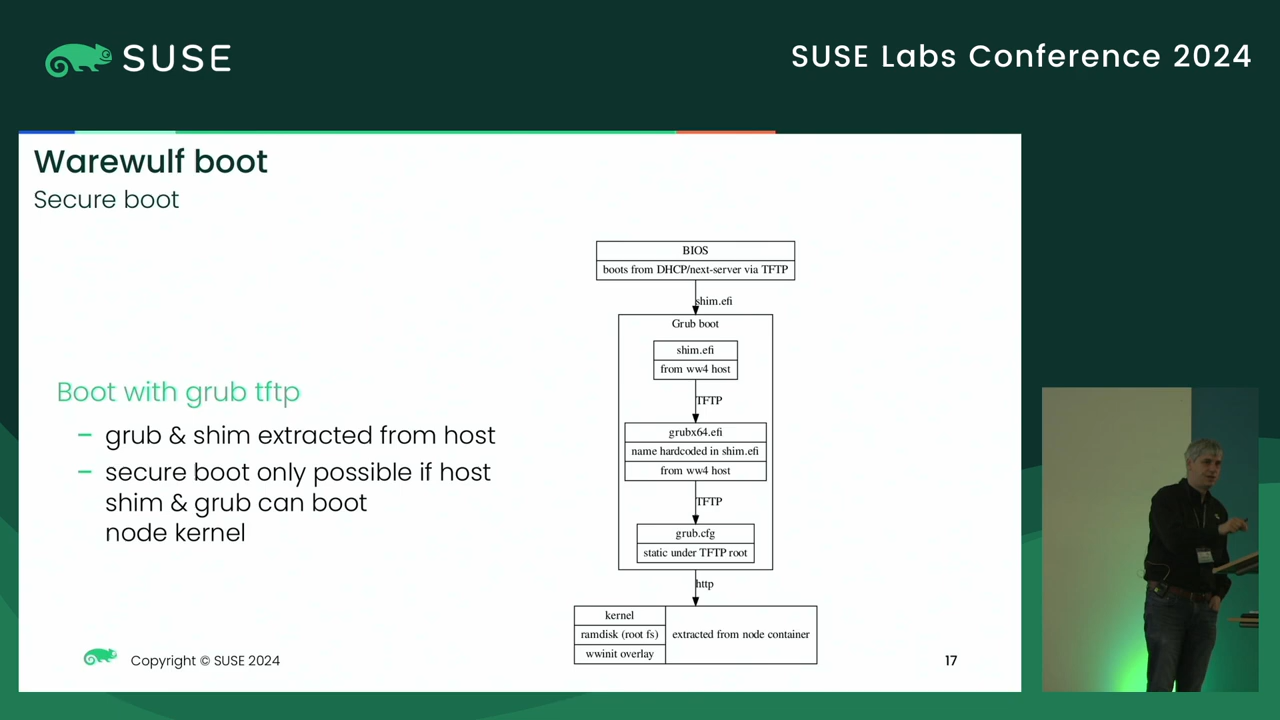 SUSE
SUSE Labs Conference 2024
Warewulf boot
Secure boot
Boot with grub tftp
– grub & shim extracted from host
– secure boot only possible if host
shim & grub can boot
node kernel
BIOS
boots from DHCP/next-server via TFTP
shim.efi
Grub boot
shim.efi
from ww4 host
TFTP
grubx64.efi
name hardcoded in shim.efi
from ww4 host
TFTP
grub.cfg
static under TFTP root
http
kernel
ramdisk (root fs)
wwinit overlay
extracted from node container
Copyright © SUSE 2024
17